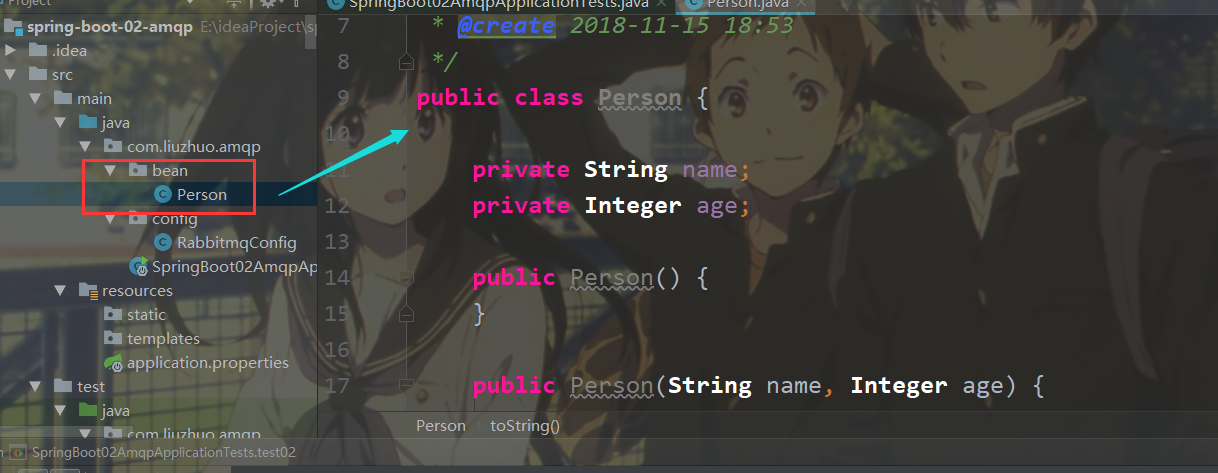 Project
spring-boot-02-amqp E:\ideaProject\sp
.idea
src
main
java
com.liuzhuo.amqp
bean
Person
config
RabbitmqConfig
SpringBoot02AmqpAp
resources
static
templates
application.properties
test
java
com.liuzhuo.amqp
SpringBoot02AmqpApplicationTests.java
Person.java
7 * @create 2018-11-15 18:53
8 */
9 public class Person {
10
11 private String name;
12 private Integer age;
13
14 public Person() {
15 }
16
17 public Person(String name, Integer age) {
Person toString()
SpringBoot02AmqpApplicationTests.test02